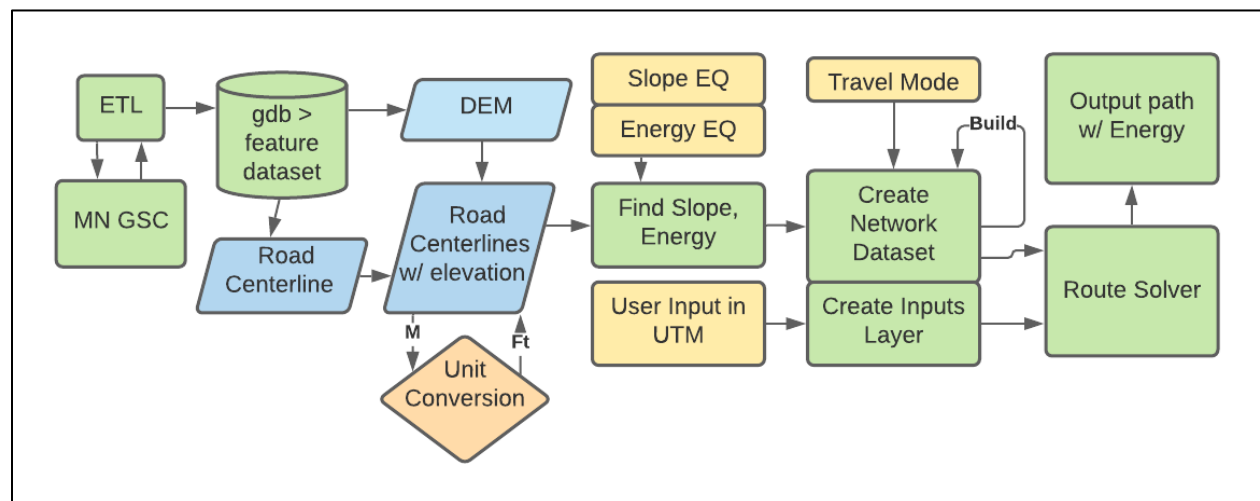 ETL
MN GSC
gdb >
feature
dataset
Road
Centerline
DEM
Road
Centerlines
w/ elevation
M
Ft
Unit
Conversion
Slope EQ
Energy EQ
Find Slope,
Energy
User Input in
UTM
Travel Mode
Build
Create
Network
Dataset
Create Inputs
Layer
Output path
w/ Energy
Route Solver